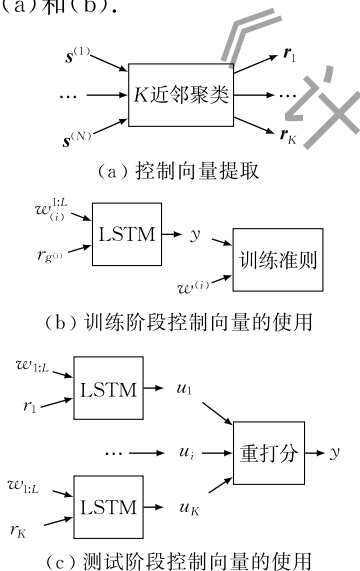 (a)和(b).
s^(1)
r_1
…
K近邻聚类
…
s^(N)
r_K
(a) 控制向量提取
w_(i)^1:L
LSTM
y
训练准则
r_g^(i)
w^(i)
(b) 训练阶段控制向量的使用
w_1:L
LSTM
u_1
r_1
…
u_i
重打分
y
w_1:L
LSTM
u_K
r_K
(c) 测试阶段控制向量的使用